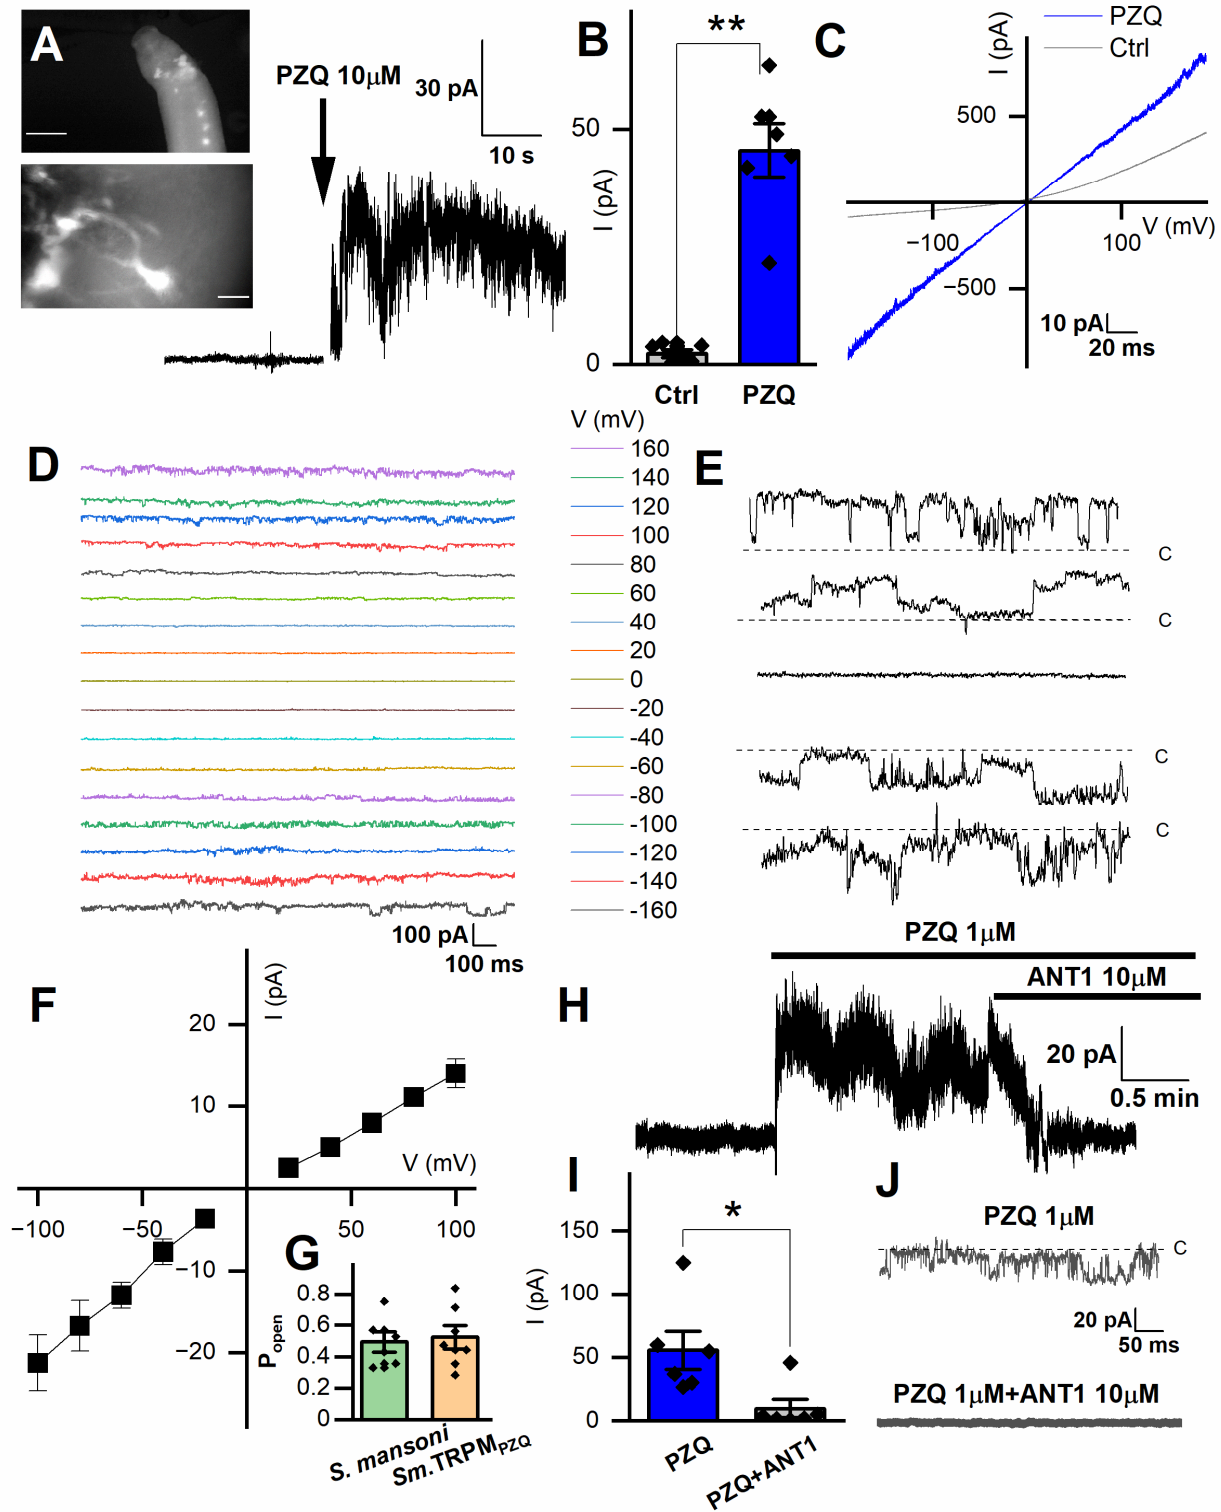 A
PZQ 10µM
30 pA
10 s
B
**
50
I (pA)
0
Ctrl
PZQ
C
PZQ
Ctrl
I (pA)
500
−100
100
V (mV)
−500
10 pA
20 ms
D
V (mV)
160
140
120
100
80
60
40
20
0
-20
-40
-60
-80
-100
-120
-140
-160
100 pA
100 ms
E
c
c
c
c
F
I (pA)
20
10
V (mV)
−100
−50
50
100
−10
−20
G
Popen
0.8
0.6
0.4
0.2
0
S. mansoni
Sm.TRPMPZQ
H
PZQ 1µM
ANT1 10µM
20 pA
0.5 min
I
*
150
100
50
0
I (pA)
PZQ
PZQ+ANT1
J
PZQ 1µM
c
20 pA
50 ms
PZQ 1µM+ANT1 10µM